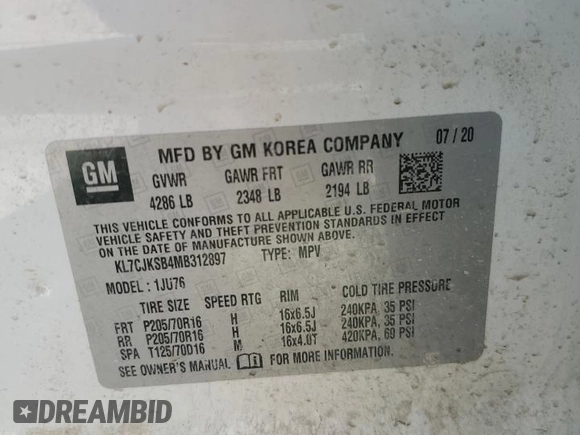 GM
MFD BY GM KOREA COMPANY 07 / 20
GVWR GAWR FRT GAWR RR
4286 LB 2348 LB 2194 LB
THIS VEHICLE CONFORMS TO ALL APPLICABLE U.S. FEDERAL MOTOR
VEHICLE SAFETY AND THEFT PREVENTION STANDARDS IN EFFECT
ON THE DATE OF MANUFACTURE SHOWN ABOVE.
KL7CJKSB4MB312897 TYPE: MPV
MODEL : 1JU76
TIRE SIZE SPEED RTG RIM COLD TIRE PRESSURE
FRT P205/70R16 H 16x6.5J 240KPA, 35 PSI
RR P205/70R16 H 16x6.5J 240KPA, 35 PSI
SPA T125/70D16 M 16x4.0T 420KPA, 60 PSI
SEE OWNER'S MANUAL FOR MORE INFORMATION.
DREAMBID